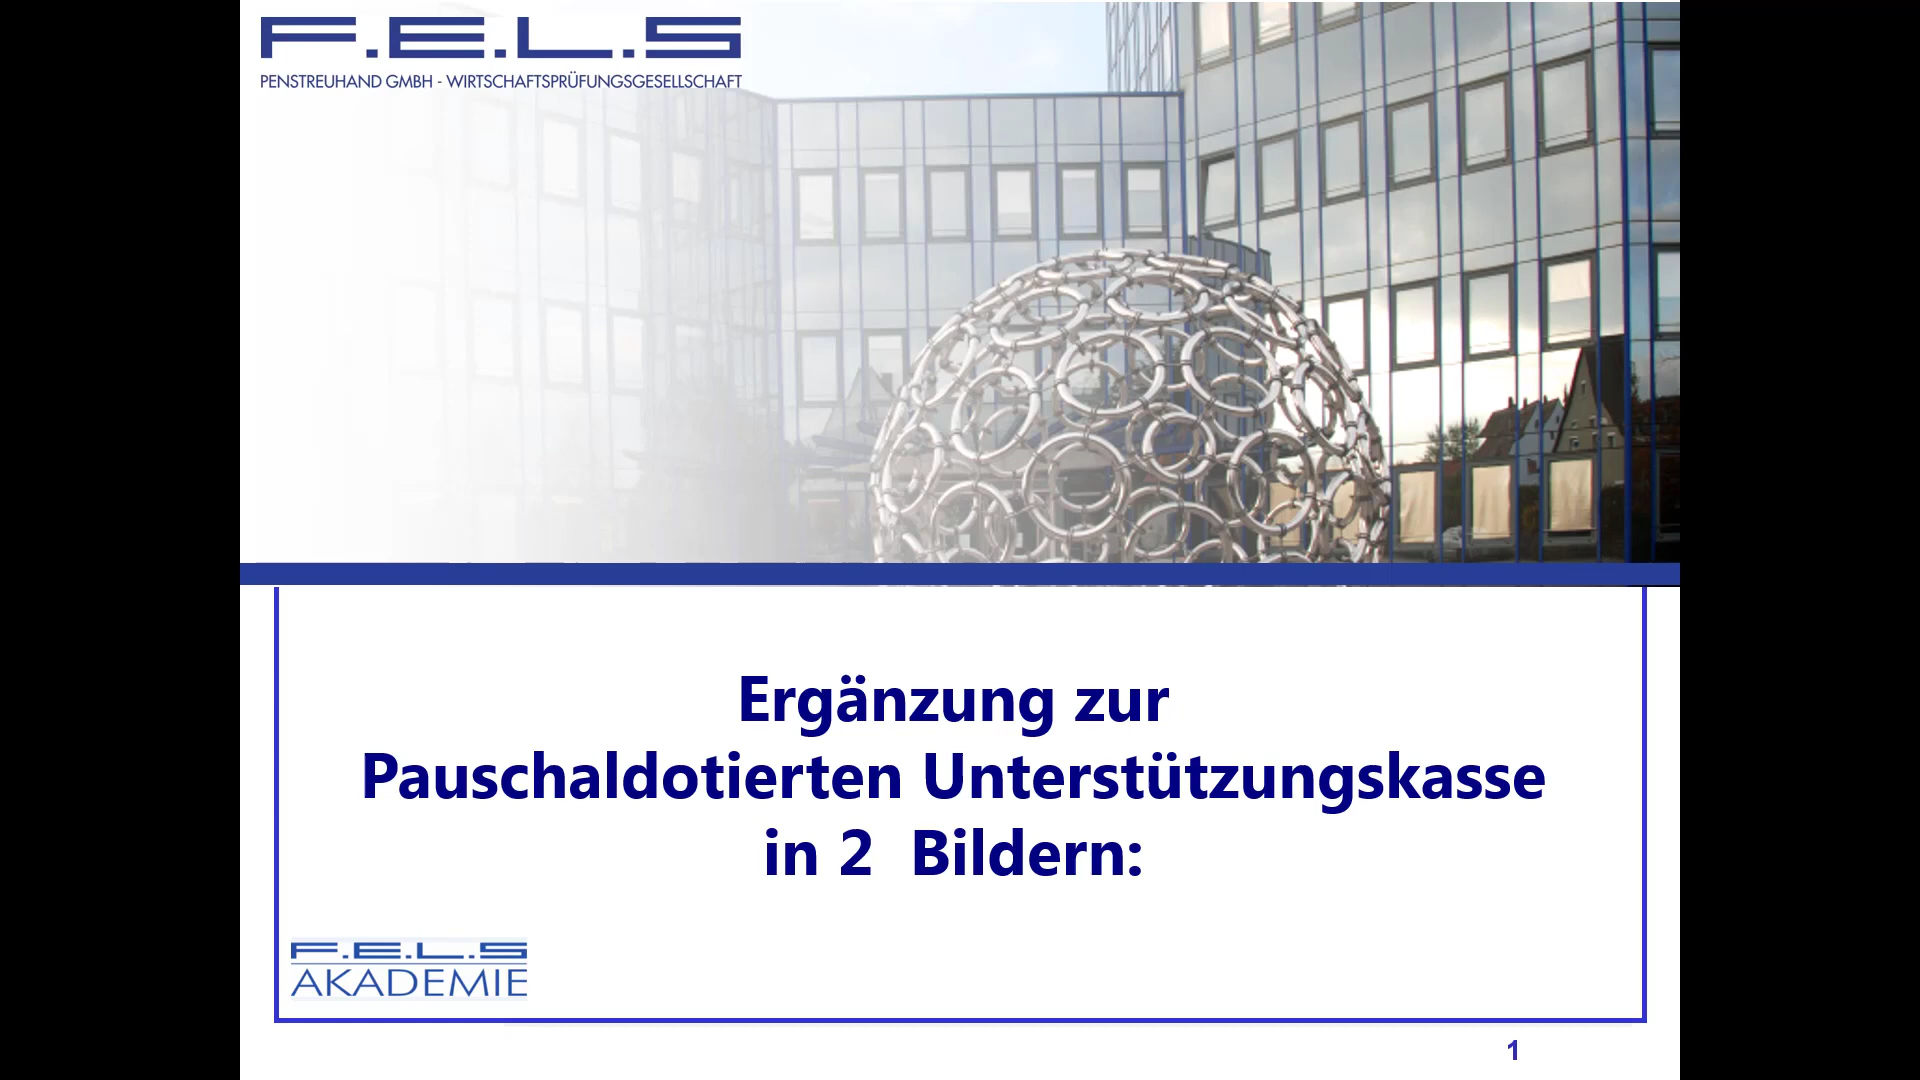 F.E.L.S
PENSTREUHAND GMBH - WIRTSCHAFTSPRÜFUNGSGESELLSCHAFT
Ergänzung zur
Pauschaldotierten Unterstützungskasse
in 2  Bildern:
F.E.L.S
AKADEMIE
1